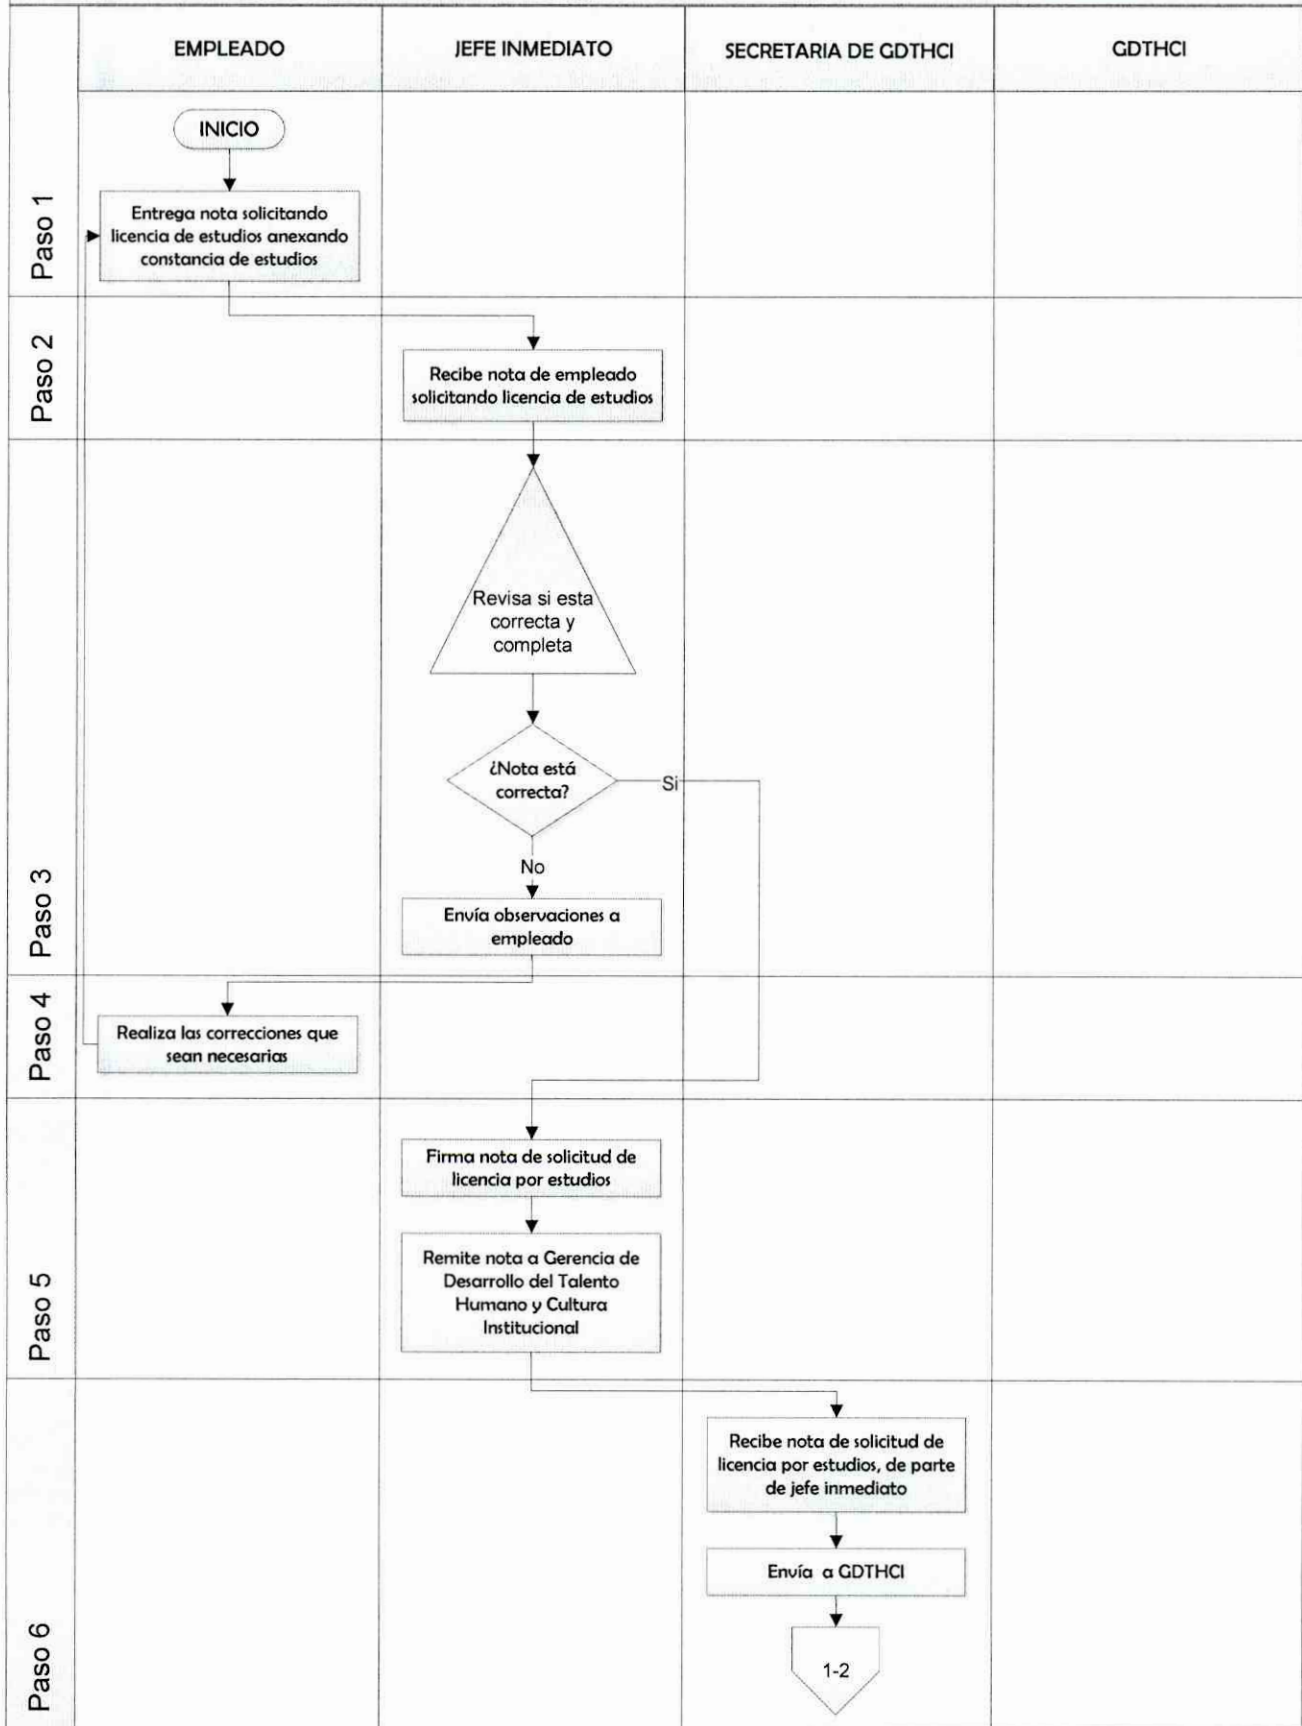 EMPLEADO
JEFE INMEDIATO
SECRETARIA DE GDTHCI
GDTHCI
Paso 1
INICIO
Entrega nota solicitando
licencia de estudios anexando
constancia de estudios
Paso 2
Recibe nota de empleado
solicitando licencia de estudios
Paso 3
Revisa si esta
correcta y
completa
¿Nota está
correcta?
Si
No
Envía observaciones a
empleado
Paso 4
Realiza las correcciones que
sean necesarias
Paso 5
Firma nota de solicitud de
licencia por estudios
Remite nota a Gerencia de
Desarrollo del Talento
Humano y Cultura
Institucional
Paso 6
Recibe nota de solicitud de
licencia por estudios, de parte
de jefe inmediato
Envía a GDTHCI
1-2